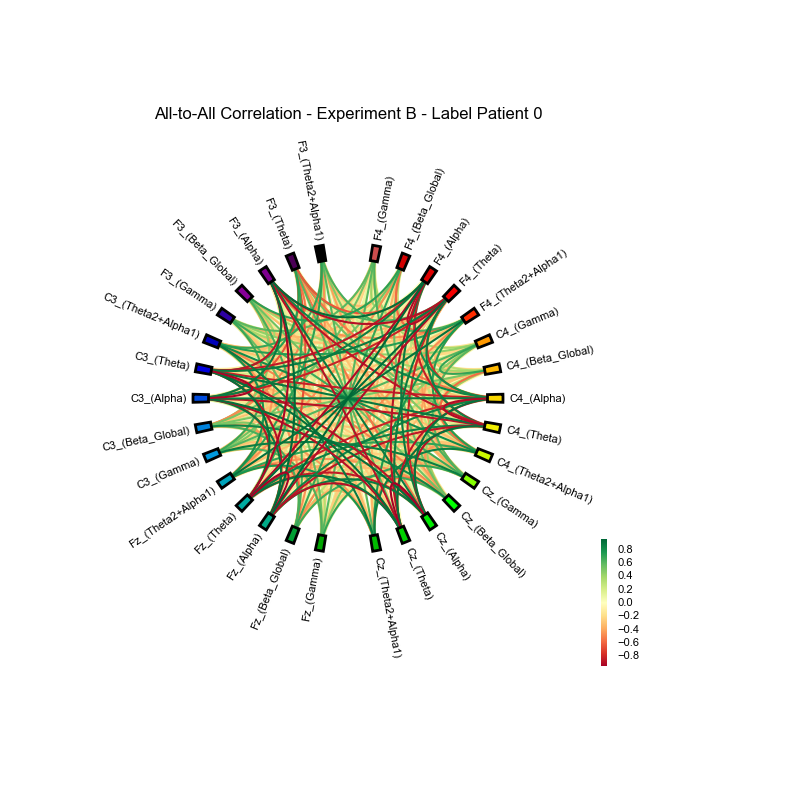 All-to-All Correlation - Experiment B - Label Patient 0
F3_(Theta2+Alpha1)
F3_(Theta)
F3_(Alpha)
F3_(Beta_Global)
F3_(Gamma)
C3_(Theta2+Alpha1)
C3_(Theta)
C3_(Alpha)
C3_(Beta_Global)
C3_(Gamma)
Fz_(Theta2+Alpha1)
Fz_(Theta)
Fz_(Alpha)
Fz_(Beta_Global)
Fz_(Gamma)
Cz_(Theta2+Alpha1)
Cz_(Theta)
Cz_(Alpha)
Cz_(Beta_Global)
Cz_(Gamma)
C4_(Theta2+Alpha1)
C4_(Theta)
C4_(Alpha)
C4_(Beta_Global)
C4_(Gamma)
F4_(Theta2+Alpha1)
F4_(Theta)
F4_(Alpha)
F4_(Beta_Global)
F4_(Gamma)
0.8
0.6
0.4
0.2
0.0
−0.2
−0.4
−0.6
−0.8